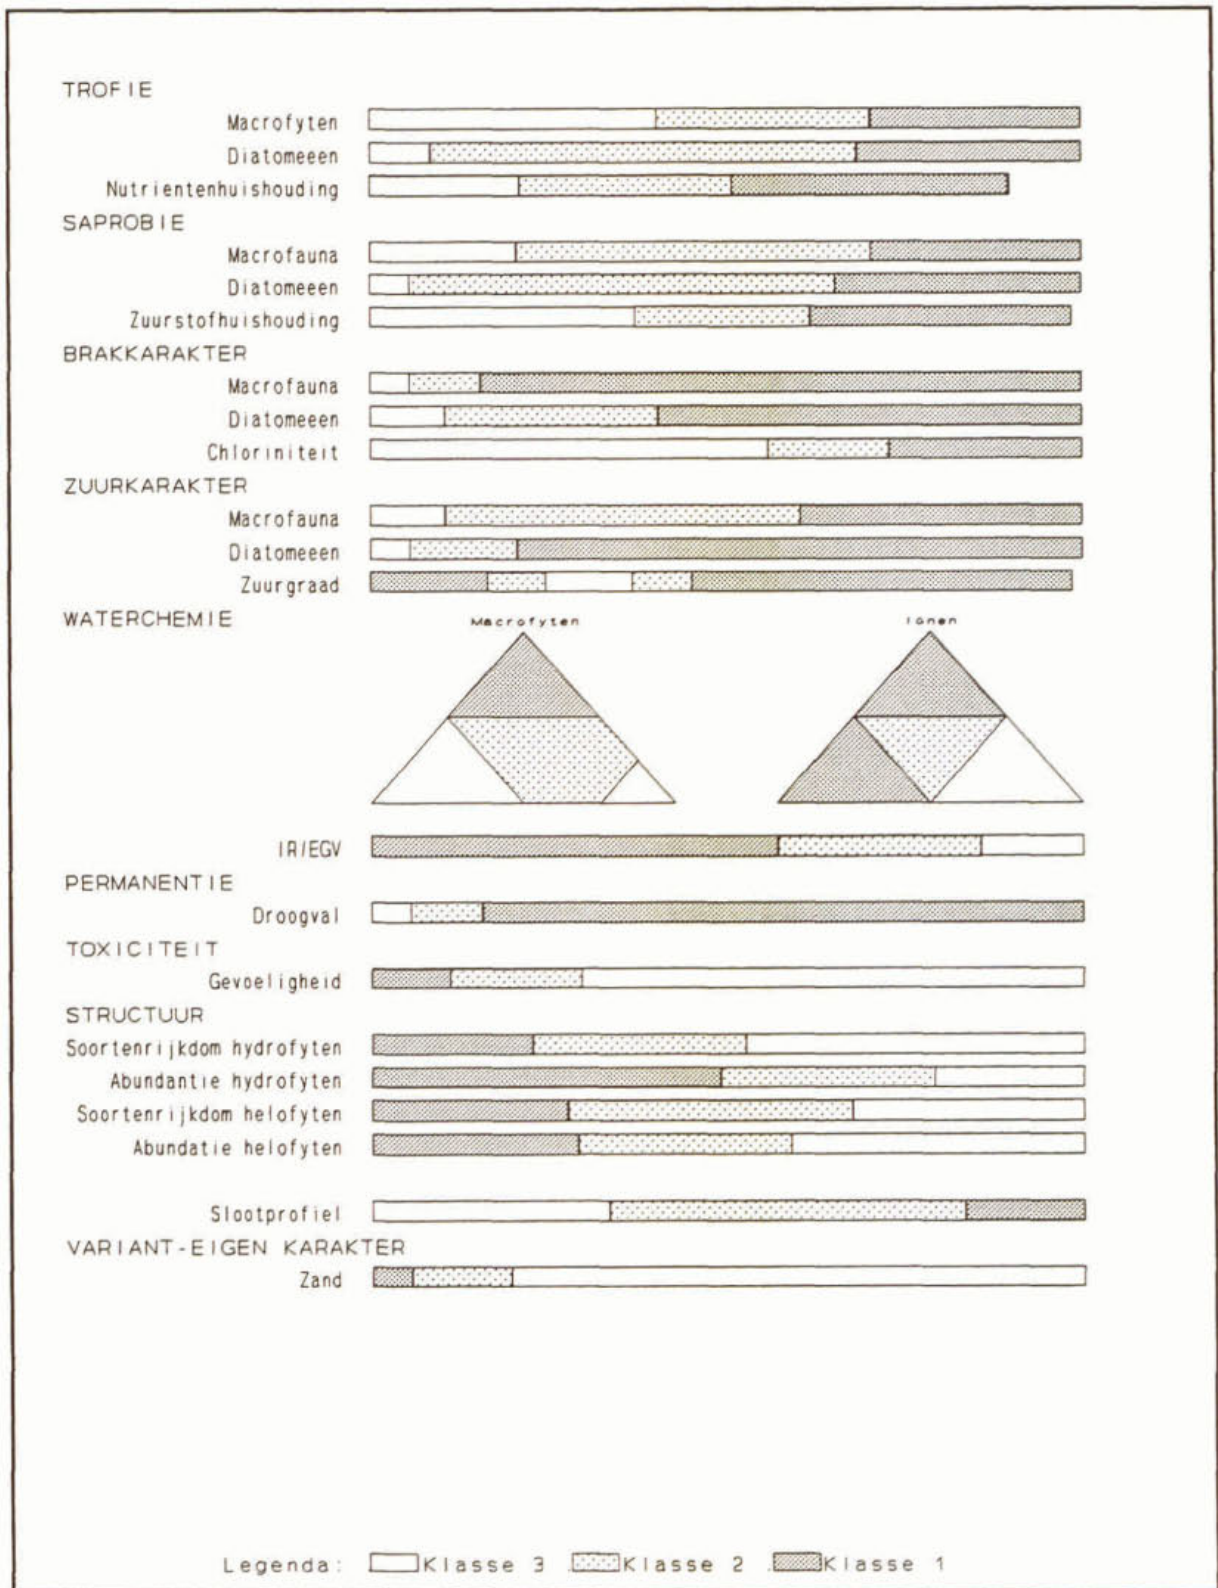 TROFIE
Macrofyten
Diatomeeen
Nutrientenhuishouding
SAPROBIE
Macrofauna
Diatomeeen
Zuurstofhuishouding
BRAKKARAKTER
Macrofauna
Diatomeeen
Chloriniteit
ZUURKARAKTER
Macrofauna
Diatomeeen
Zuurgraad
WATERCHEMIE
Macrofyten Ionen
IR/EGV
PERMANENTIE
Droogval
TOXICITEIT
Gevoeligheid
STRUCTUUR
Soortenrijkdom hydrofyten
Abundantie hydrofyten
Soortenrijkdom helofyten
Abundatie helofyten
Slootprofiel
VARIANT-EIGEN KARAKTER
Zand
Legenda: Klasse 3 Klasse 2 Klasse 1